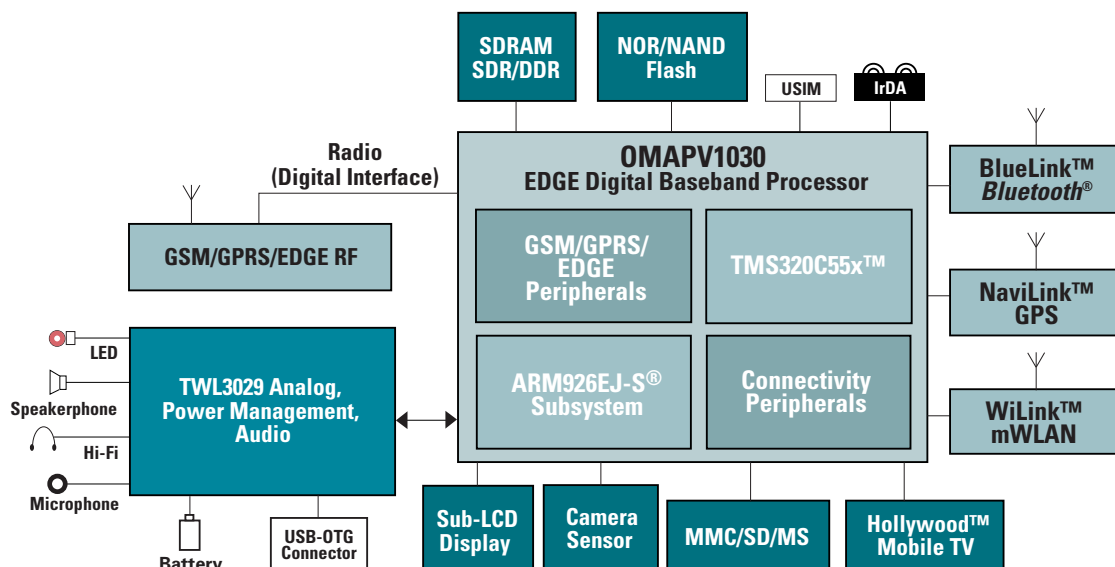 SDRAM
SDR/DDR
NOR/NAND
Flash
USIM
IrDA
OMAPV1030
EDGE Digital Baseband Processor
Radio
(Digital Interface)
GSM/GPRS/EDGE RF
GSM/GPRS/
EDGE
Peripherals
TMS320C55x™
ARM926EJ-S®
Subsystem
Connectivity
Peripherals
BlueLink™
Bluetooth®
NaviLink™
GPS
WiLink™
mWLAN
LED
Speakerphone
Hi-Fi
Microphone
TWL3029 Analog,
Power Management,
Audio
Battery
USB-OTG
Connector
Sub-LCD
Display
Camera
Sensor
MMC/SD/MS
Hollywood™
Mobile TV